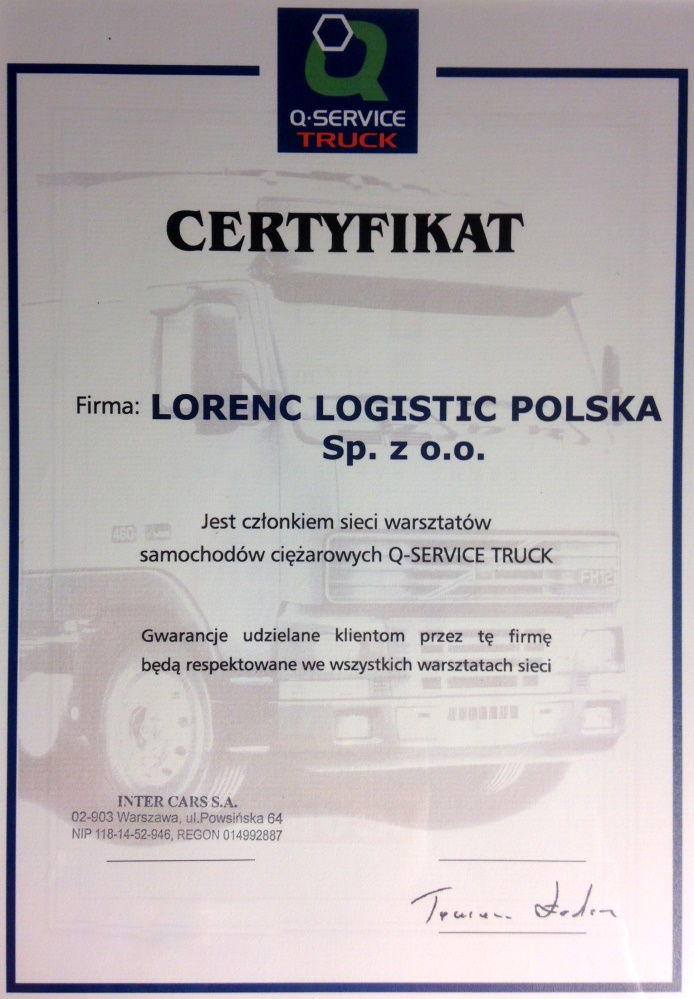 Q-SERVICE
TRUCK
CERTYFIKAT
Firma: LORENC LOGISTIC POLSKA
Sp. z o.o.
Jest członkiem sieci warsztatów
samochodów ciężarowych Q-SERVICE TRUCK
Gwarancje udzielane klientom przez tę firmę
będą respektowane we wszystkich warsztatach sieci
460
FH12
INTER CARS S.A.
02-903 Warszawa, ul.Powsińska 64
NIP 118-14-52-946, REGON 014992887